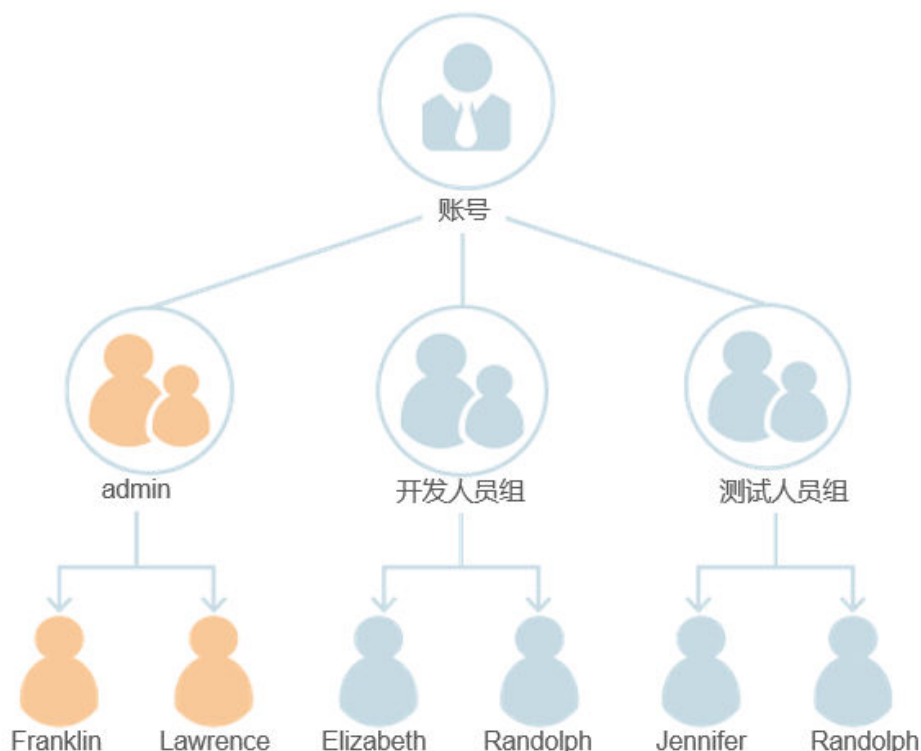 账号
admin
开发人员组
测试人员组
Franklin
Lawrence
Elizabeth
Randolph
Jennifer
Randolph